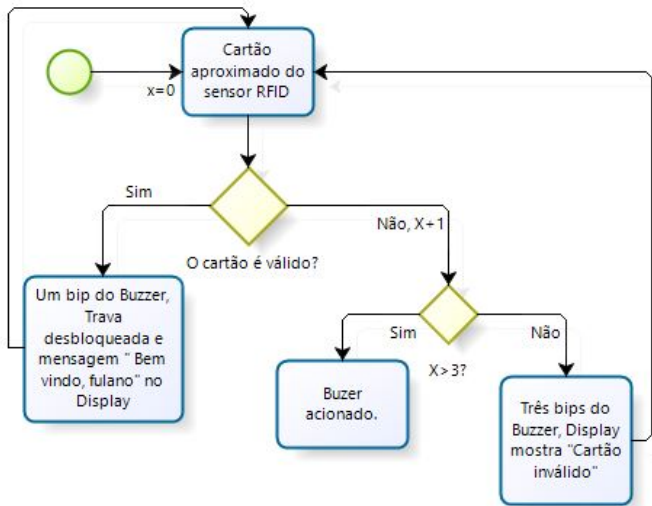 Cartão
aproximado do
sensor RFID
x=0
Sim
Não, X+1
O cartão é válido?
Um bip do Buzzer,
Trava
desbloqueada e
mensagem “ Bem
vindo, fulano” no
Display
Sim
Não
X>3?
Buzer
acionado.
Três bips do
Buzzer, Display
mostra “Cartão
inválido”